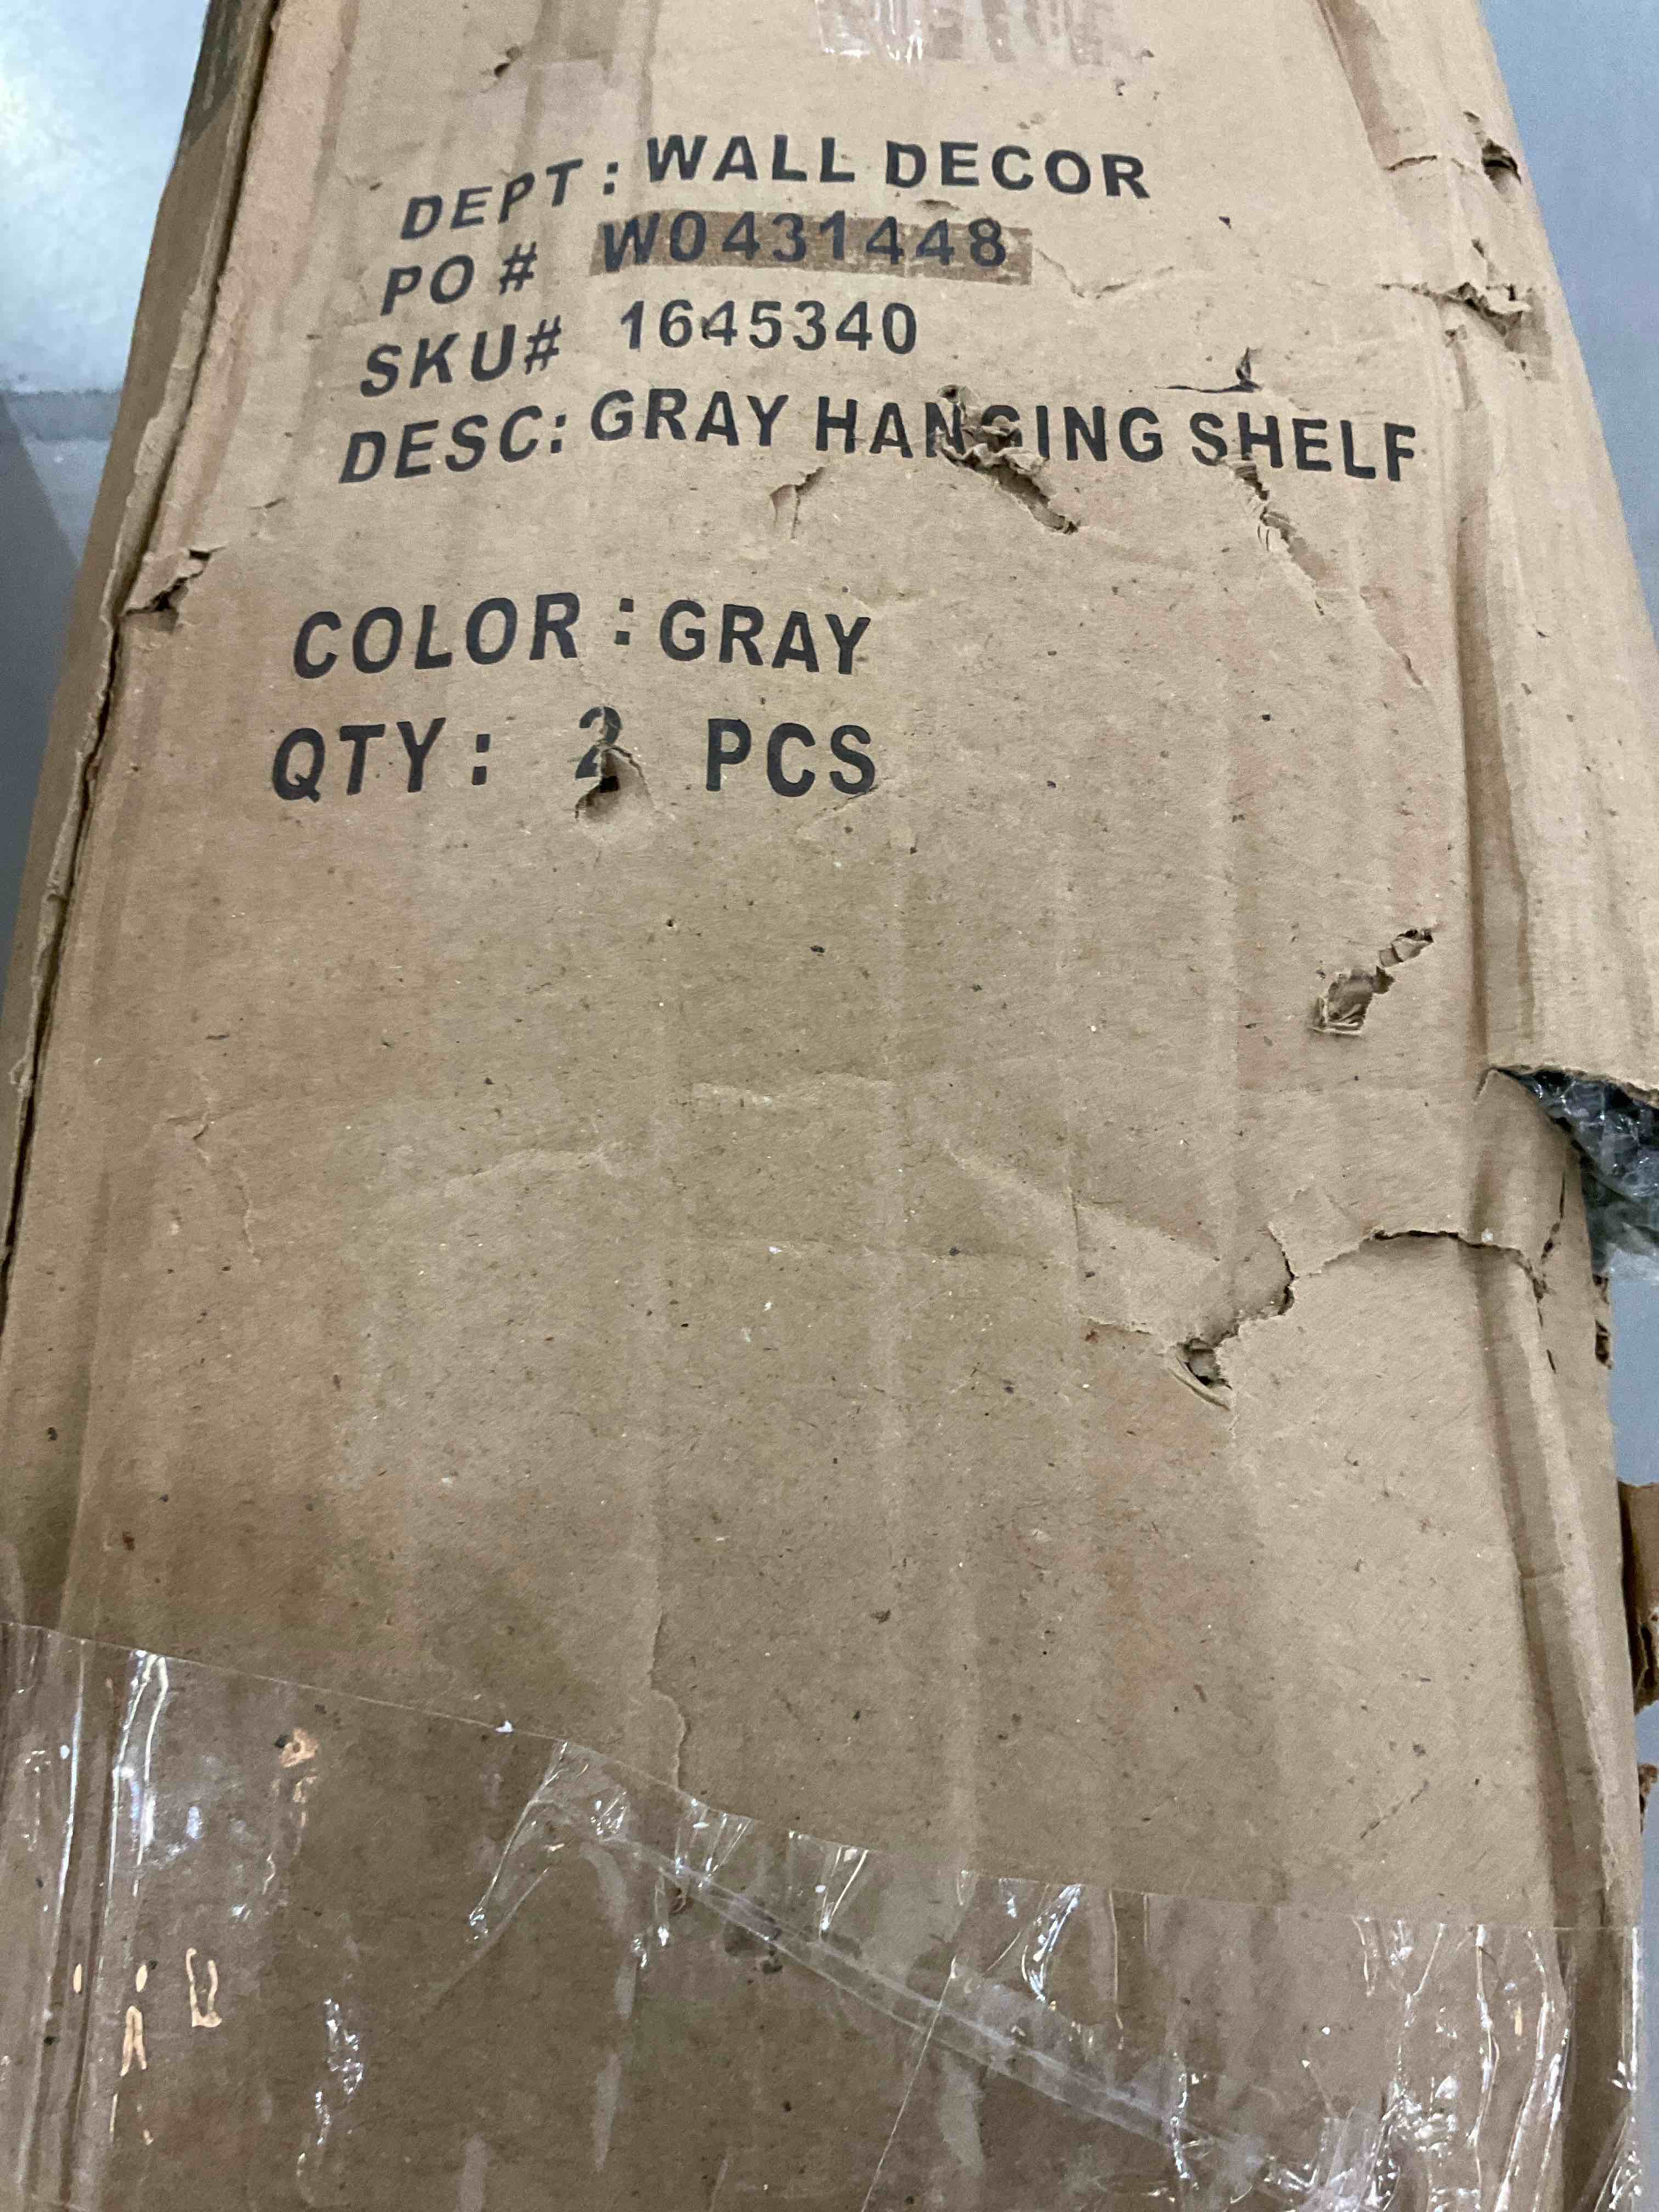 DEPT: WALL DECOR
PO # W0431448
SKU# 1645340
DESC: GRAY HANGING SHELF
COLOR: GRAY
QTY: 2 PCS